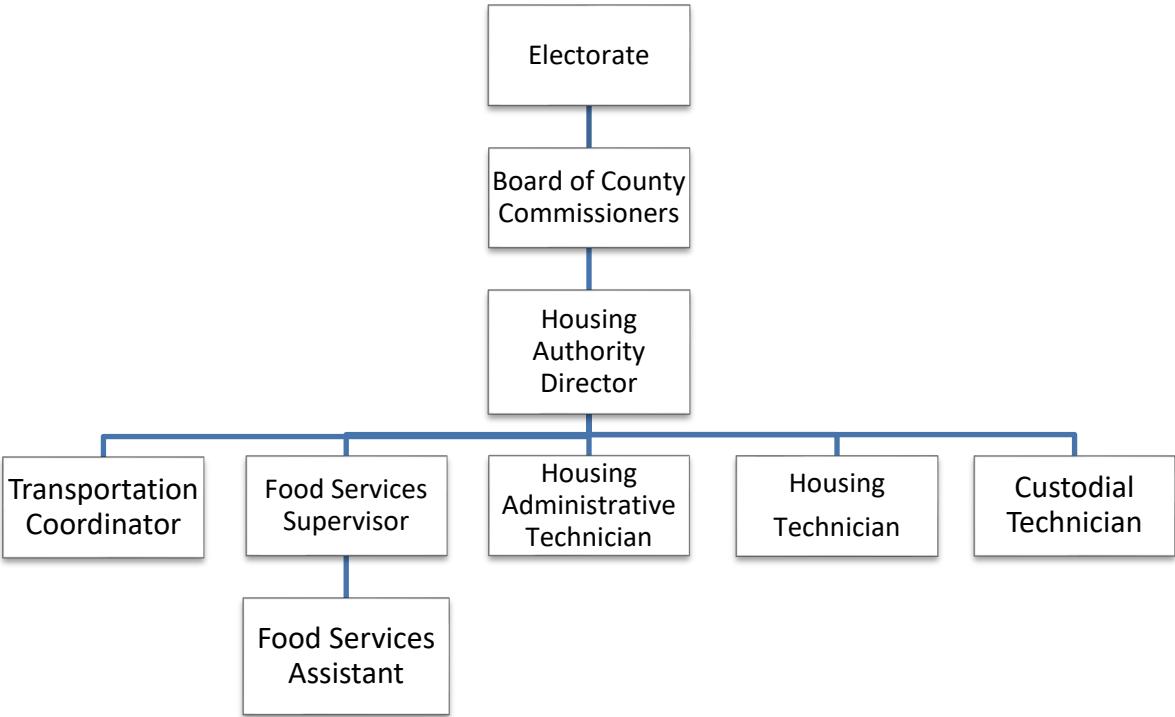 Electorate
Board of County
Commissioners
Housing
Authority
Director
Transportation
Coordinator
Food Services
Supervisor
Housing
Administrative
Technician
Housing
Technician
Custodial
Technician
Food Services
Assistant